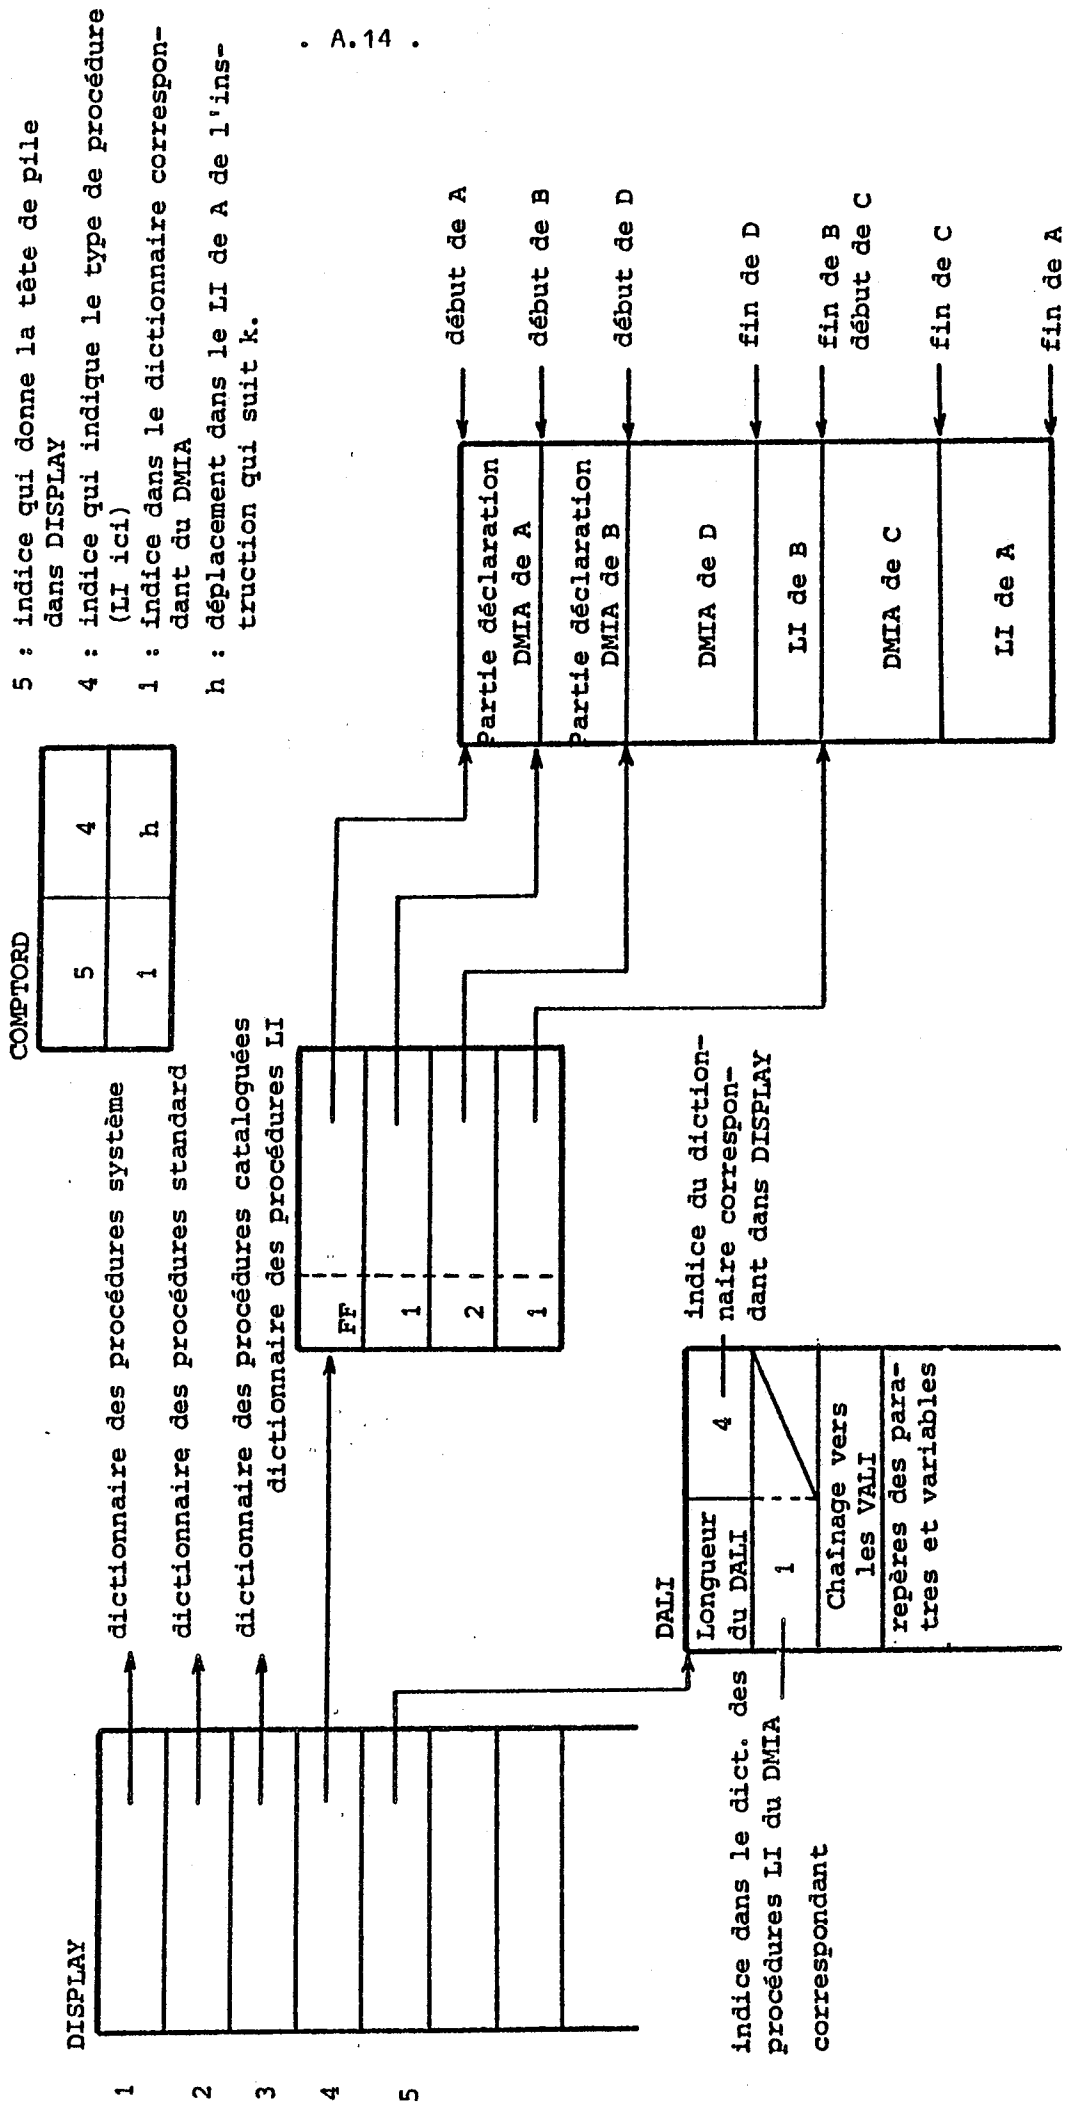 . A.14 .
COMPTORD
5 4
1 h
5 : indice qui donne la tête de pile
dans DISPLAY
4 : indice qui indique le type de procédure
(LI ici)
1 : indice dans le dictionnaire correspon-
dant du DMIA
h : déplacement dans le LI de A de l'ins-
truction qui suit k.
DISPLAY
1
2
3
4
5
dictionnaire des procédures système
dictionnaire des procédures standard
dictionnaire des procédures cataloguées
dictionnaire des procédures LI
FF
1
2
1
Partie déclaration
DMIA de A
Partie déclaration
DMIA de B
DMIA de D
LI de B
DMIA de C
LI de A
début de A
début de B
début de D
fin de D
fin de B
début de C
fin de C
fin de A
DALI
Longueur
du DALI
4
1
Chaînage vers
les VALI
repères des para-
tres et variables
indice du diction-
naire correspon-
dant dans DISPLAY
indice dans le dict. des
procédures LI du DMIA
correspondant